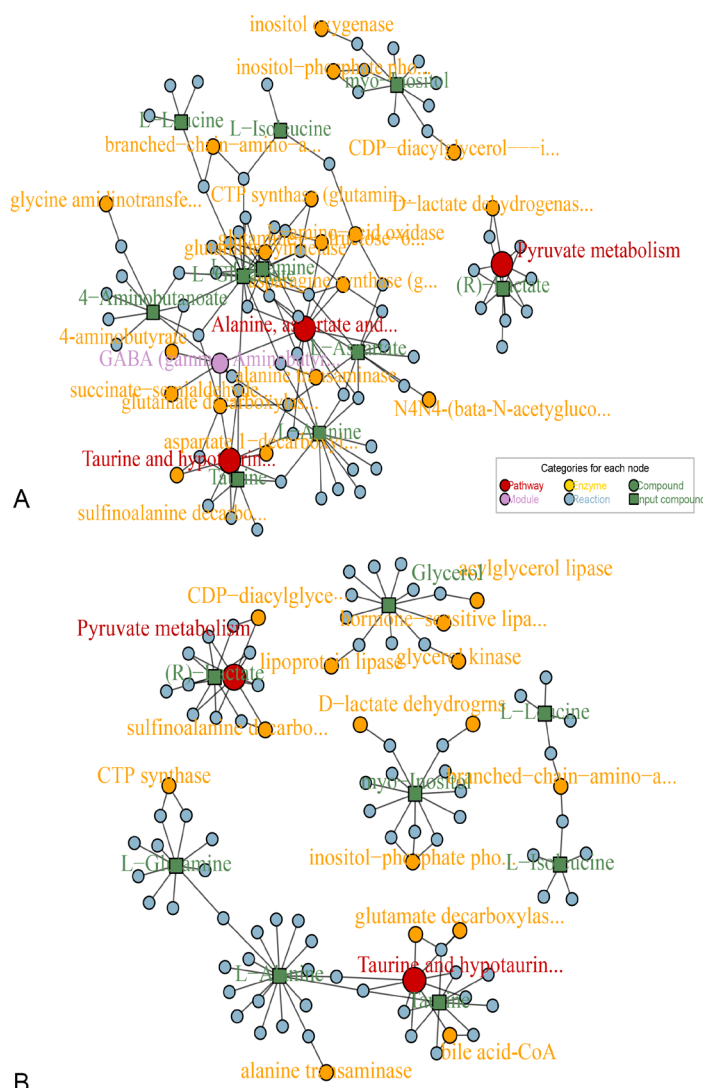 inositol oxygenase
inositol-phosphate pho...
myo-Inositol
L-Leucine
L-Isoleucine
branched-chain-amino-a...
CDP-diacylglycerol---i...
glycine amidinotransfe...
CTP synthase (glutamin...
D-lactate dehydrogenas...
L-amino-acid oxidase
Pyruvate metabolism
asparagine synthase (g...
(R)-Lactate
4-Aminobutanoate
Alanine, aspartate and...
4-aminobutyrate
L-Aspartate
GABA (gamma-Aminobutyr...
alanine transaminase
succinate-semialdehyde
glutamate decarboxylas...
N4N4-(bata-N-acetygluco...
L-Alanine
aspartate 1-decarboxyl...
Taurine and hypotaurin...
Taurine
sulfinoalanine decarbo...
A
Categories for each node
Pathway
Enzyme
Compound
Module
Reaction
Input compound
acylglycerol lipase
Glycerol
CDP-diacylglyce...
hormone-sensitive lipa...
Pyruvate metabolism
lipoprotein lipase
glycerol kinase
(R)-Lactate
D-lactate dehydrogrns
L-Leucine
sulfinoalanine decarbo...
CTP synthase
myo-Inositol
branched-chain-amino-a...
L-Glutamine
inositol-phosphate pho...
L-Isoleucine
glutamate decarboxylas...
L-Alanine
Taurine and hypotaurin...
Taurine
bile acid-CoA
alanine transaminase
B